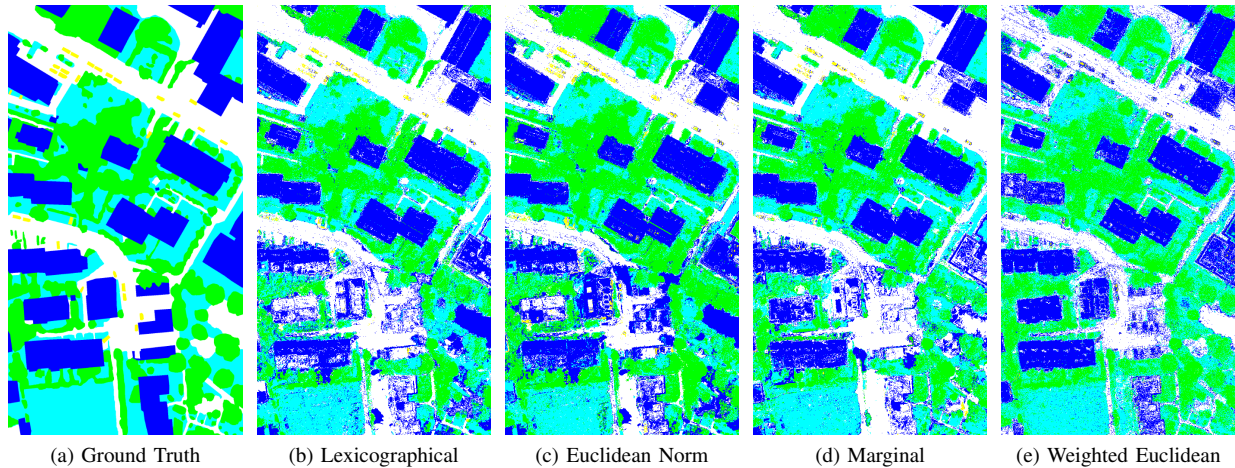 (a) Ground Truth
(b) Lexicographical
(c) Euclidean Norm
(d) Marginal
(e) Weighted Euclidean